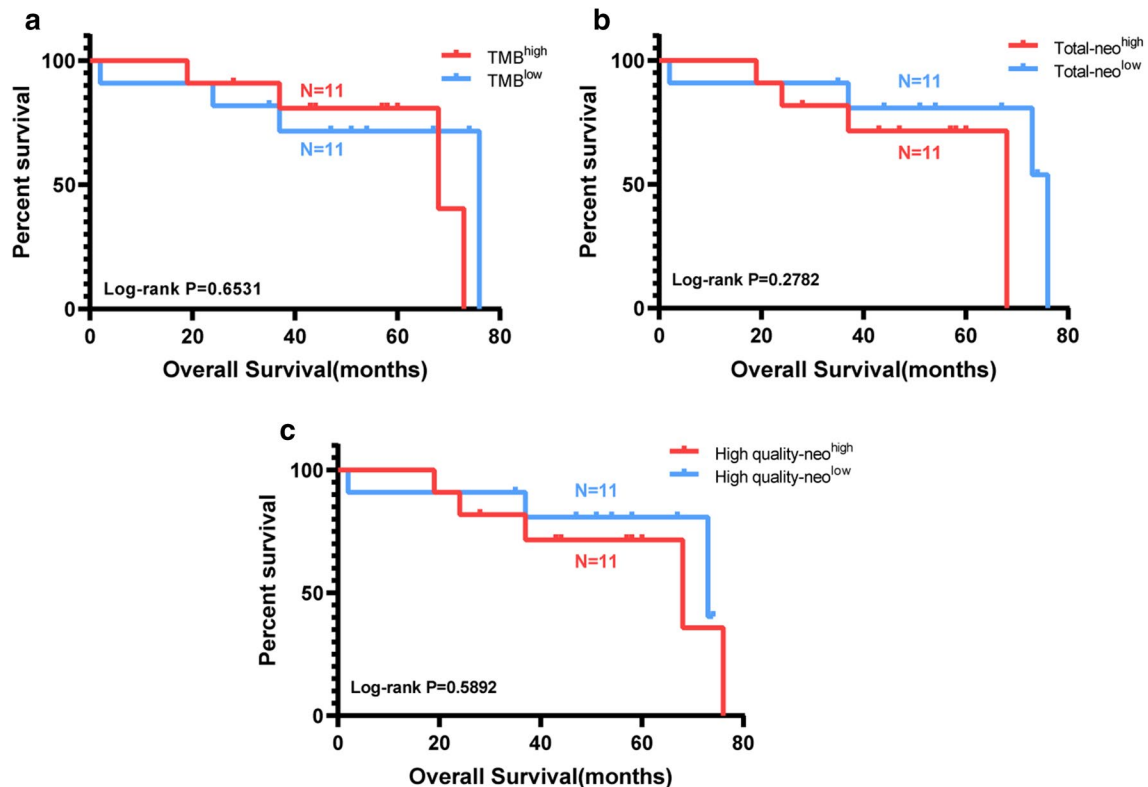 a
TMBhigh
TMBlow
N=11
N=11
Log-rank P=0.6531
Percent survival
100
50
0
0 20 40 60 80
Overall Survival(months)
b
Total-neohigh
Total-neolow
N=11
N=11
Log-rank P=0.2782
Percent survival
100
50
0
0 20 40 60 80
Overall Survival(months)
c
High quality-neohigh
High quality-neolow
N=11
N=11
Log-rank P=0.5892
Percent survival
100
50
0
0 20 40 60 80
Overall Survival(months)